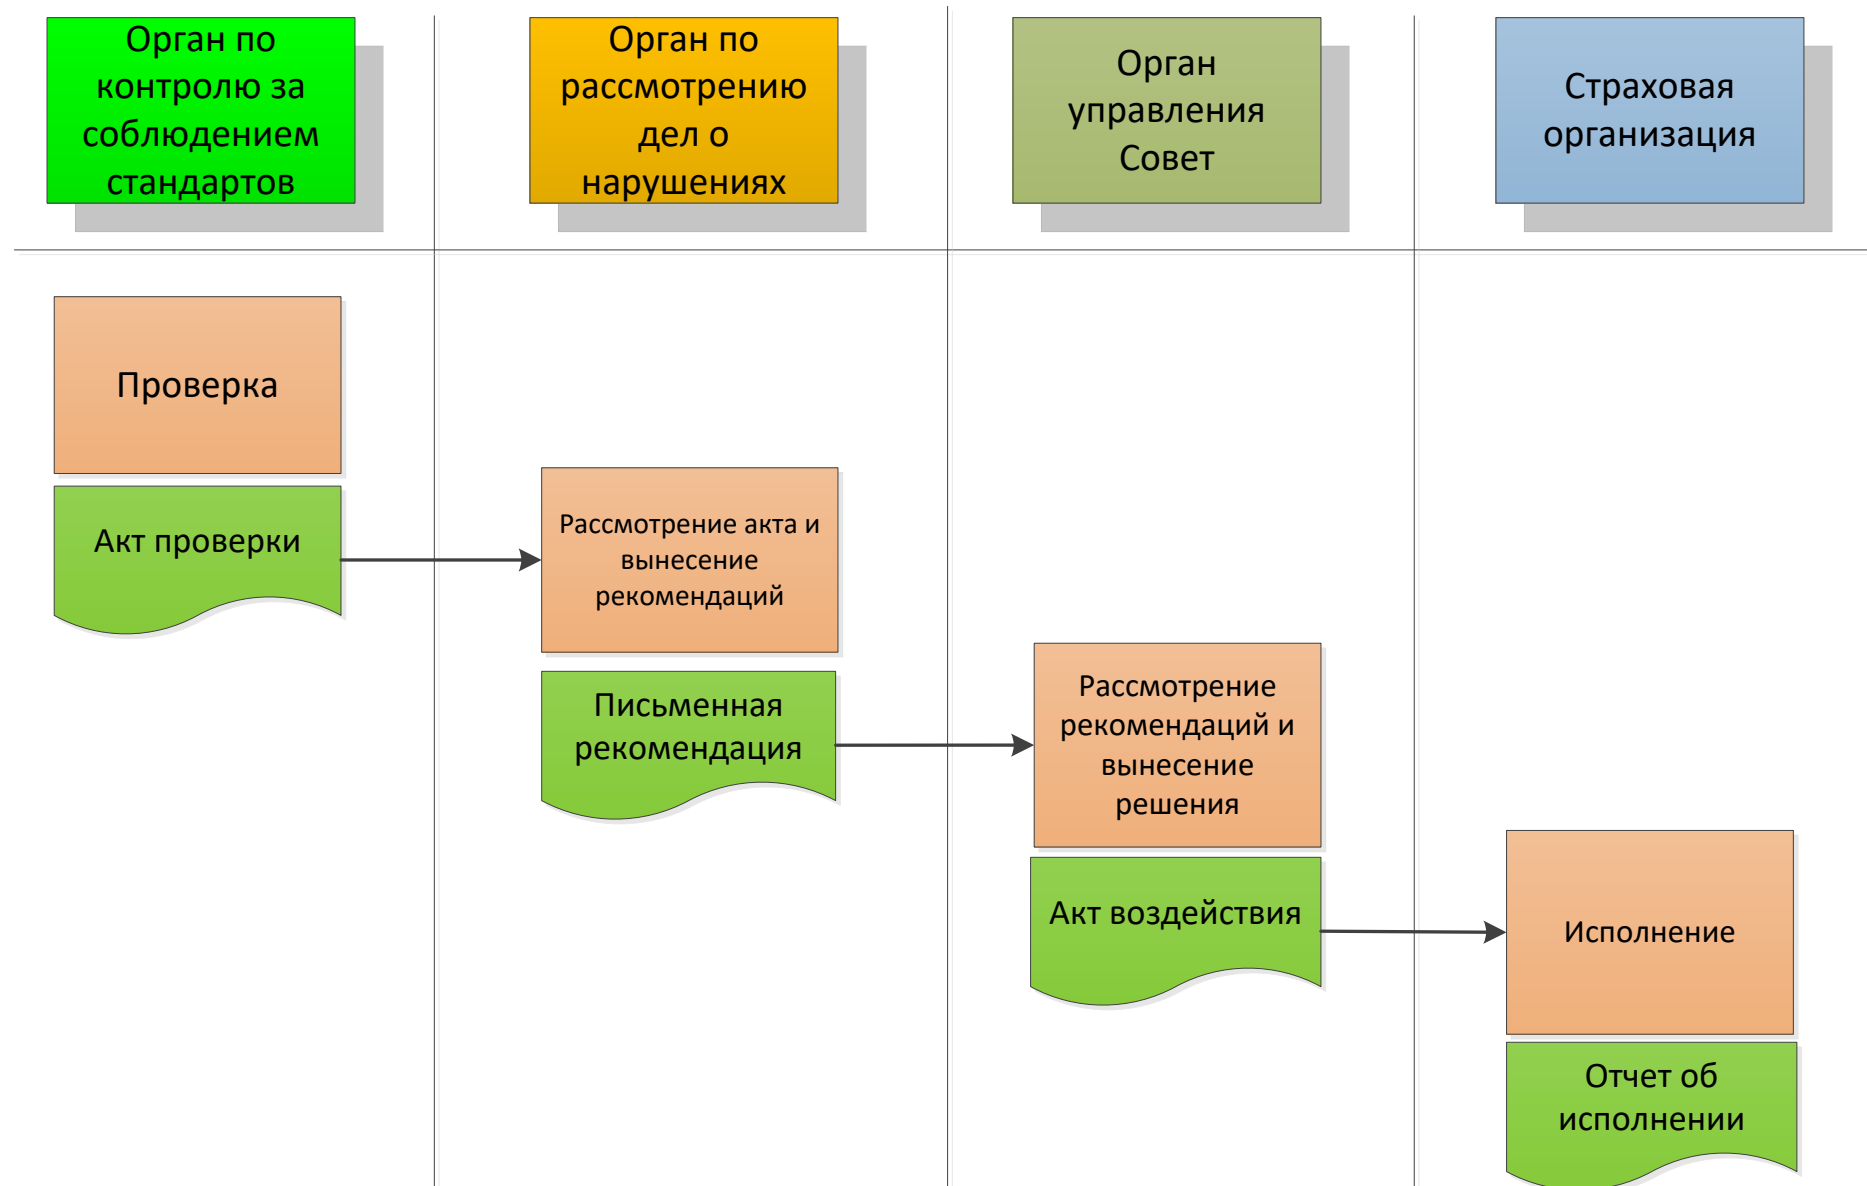 Орган по
контролю за
соблюдением
стандартов
Орган по
рассмотрению
дел о
нарушениях
Орган
управления
Совет
Страховая
организация
Проверка
Акт проверки
Рассмотрение акта и
вынесение
рекомендаций
Письменная
рекомендация
Рассмотрение
рекомендаций и
вынесение
решения
Акт воздействия
Исполнение
Отчет об
исполнении